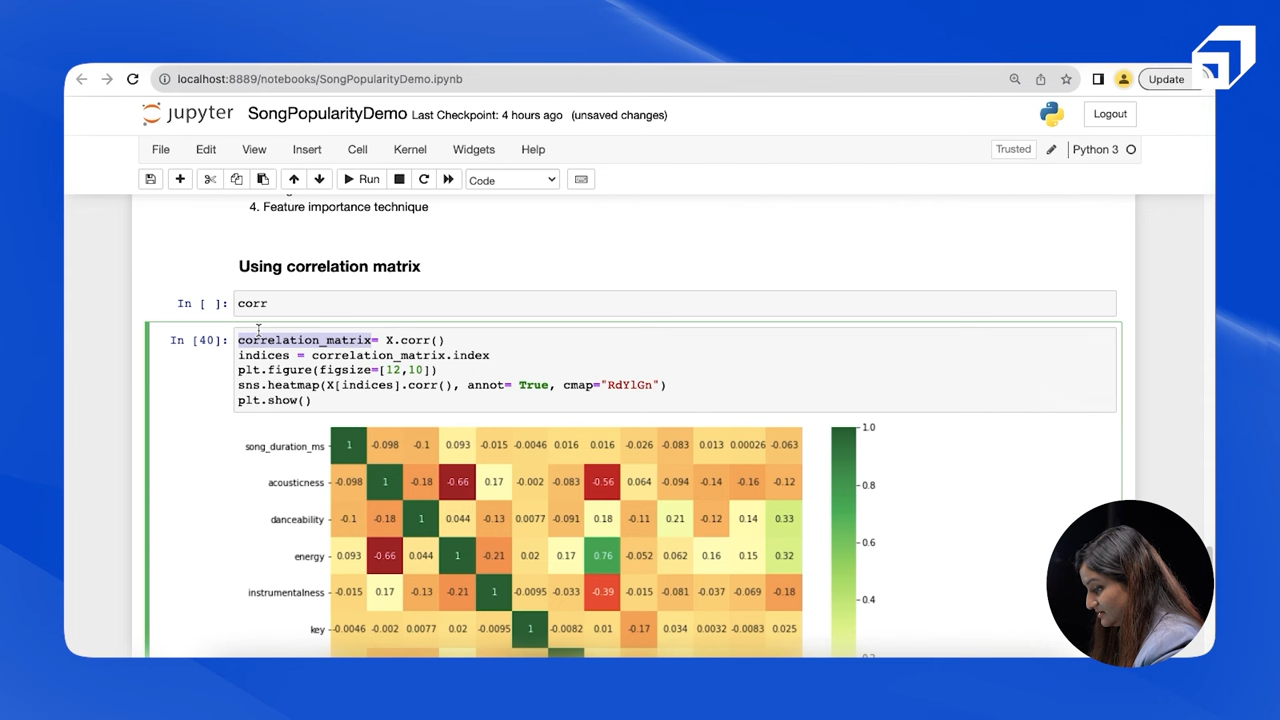 localhost:8889/notebooks/SongPopularityDemo.ipynb
Update
jupyter SongPopularityDemo Last Checkpoint: 4 hours ago (unsaved changes)
Logout
File Edit View Insert Cell Kernel Widgets Help
Trusted Python 3
Run Code
4. Feature importance technique
Using correlation matrix
In [ ]: corr
In [40]: correlation_matrix= X.corr()
indices = correlation_matrix.index
plt.figure(figsize=[12,10])
sns.heatmap(X[indices].corr(), annot= True, cmap="RdYlGn")
plt.show()
song_duration_ms 1 -0.098 -0.1 0.093 -0.015 -0.0046 0.016 0.016 -0.026 -0.083 0.013 0.00026 -0.063
acousticness -0.098 1 -0.18 -0.66 0.17 -0.002 -0.083 -0.56 0.064 -0.094 -0.14 -0.16 -0.12
danceability -0.1 -0.18 1 0.044 -0.13 0.0077 -0.091 0.18 -0.11 0.21 -0.12 0.14 0.33
energy 0.093 -0.66 0.044 1 -0.21 0.02 0.17 0.76 -0.052 0.062 0.16 0.15 0.32
instrumentalness -0.015 0.17 -0.13 -0.21 1 -0.0095 -0.033 -0.39 -0.015 -0.081 -0.037 -0.069 -0.18
key -0.0046 -0.002 0.0077 0.02 -0.0095 1 -0.0082 0.01 -0.17 0.034 0.0032 -0.0083 0.025
1.0
0.8
0.6
0.4